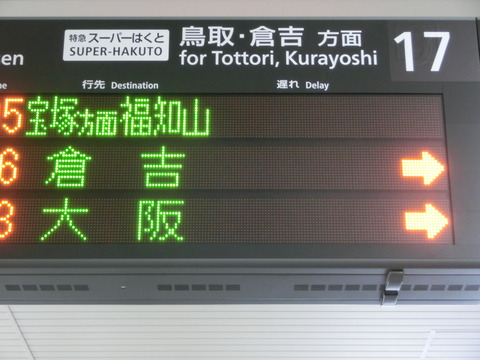 特急 スーパーはくと 鳥取・倉吉 方面 17
SUPER-HAKUTO for Tottori, Kurayoshi
行先 Destination 遅れ Delay
5 宝塚方面福知山
6 倉吉
3 大阪